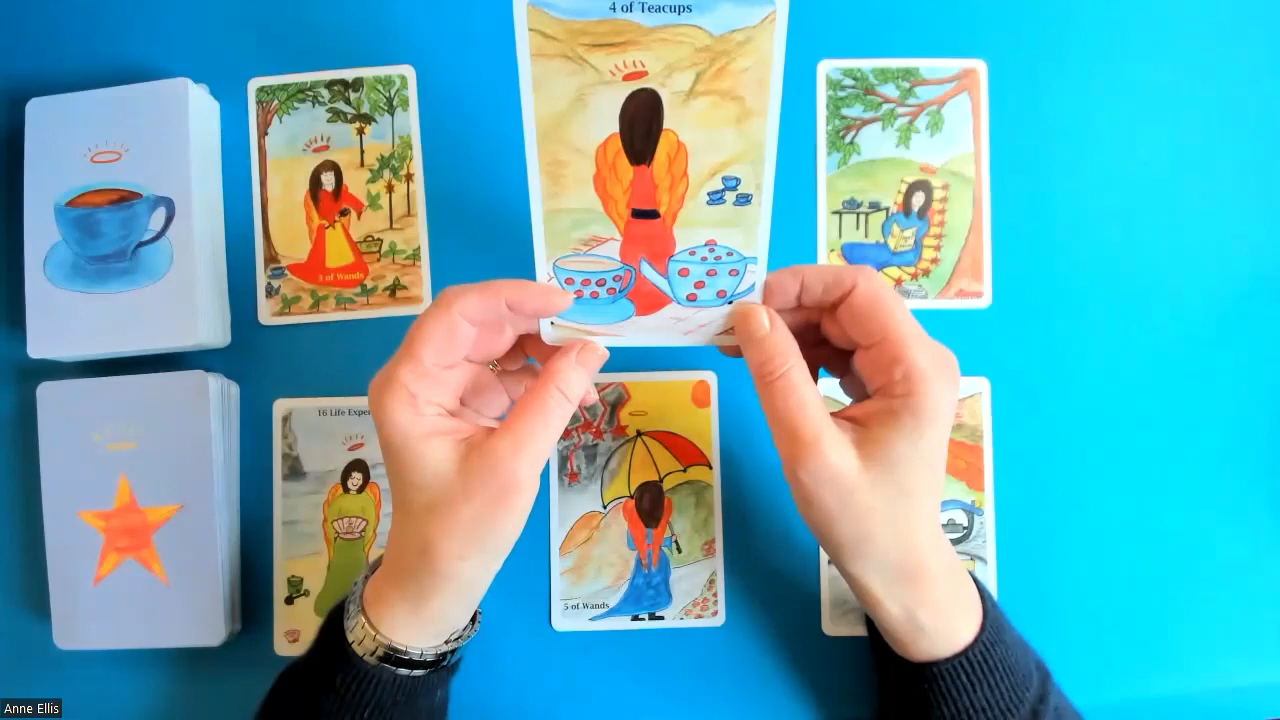 4 of Teacups
3 of Wands
16 Life Exper
5 of Wands
Anne Ellis